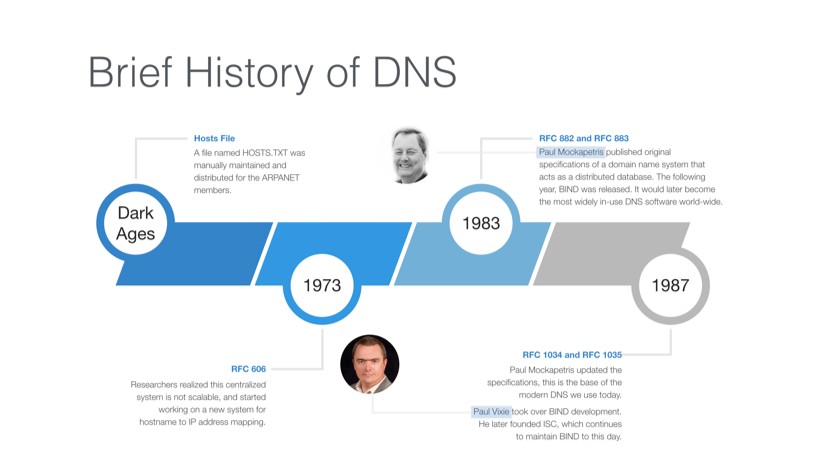 Brief History of DNS
Hosts File
A file named HOSTS.TXT was
manually maintained and
distributed for the ARPANET
members.
RFC 882 and RFC 883
Paul Mockapetris published original
specifications of a domain name system that
acts as a distributed database. The following
year, BIND was released. It would later become
the most widely in-use DNS software world-wide.
Dark
Ages
1973
1983
1987
RFC 606
Researchers realized this centralized
system is not scalable, and started
working on a new system for
hostname to IP address mapping.
RFC 1034 and RFC 1035
Paul Mockapetris updated the
specifications, this is the base of the
modern DNS we use today.
Paul Vixie took over BIND development.
He later founded ISC, which continues
to maintain BIND to this day.